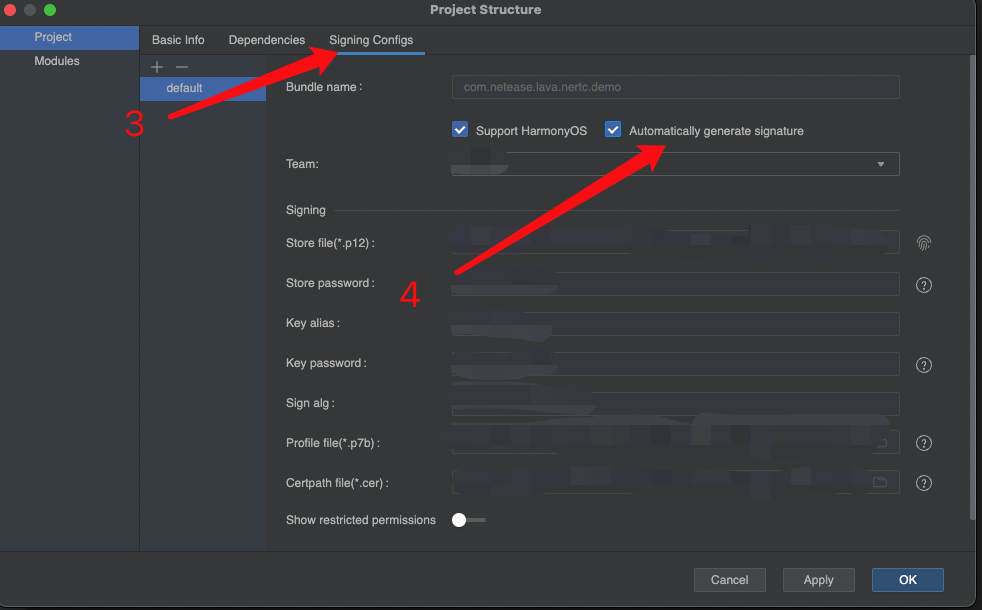 Project Structure
Project
Modules
Basic Info
Dependencies
Signing Configs
default
3
Bundle name :
com.netease.lava.nertc.demo
Support HarmonyOS
Automatically generate signature
Team:
Signing
Store file(*.p12) :
Store password :
4
Key alias :
Key password :
Sign alg :
Profile file(*.p7b) :
Certpath file(*.cer) :
Show restricted permissions
Cancel
Apply
OK